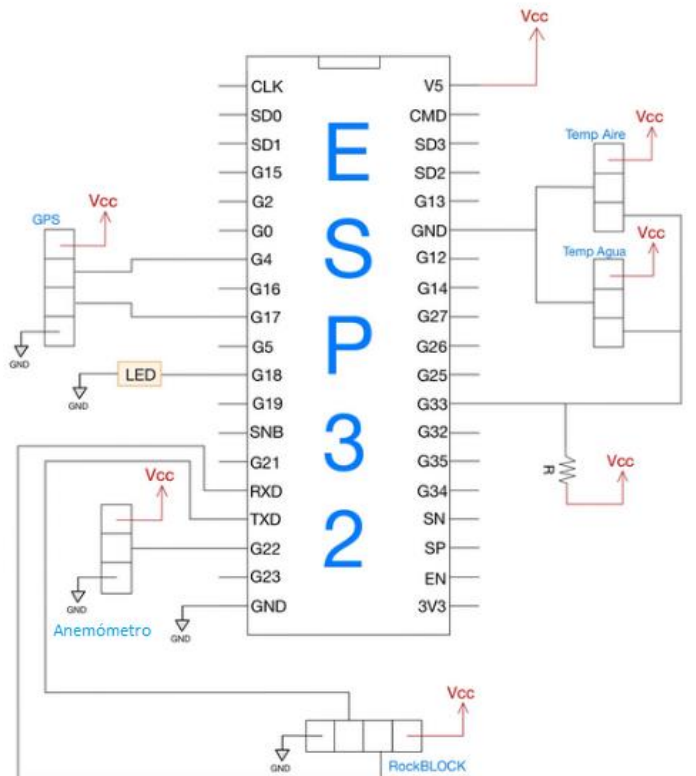 Vcc
CLK
V5
SD0
CMD
SD1
SD3
G15
SD2
G2
G13
G0
GND
G4
G12
G16
G14
G17
G27
G5
G26
G18
G25
G19
G33
SNB
G32
G21
G35
RXD
G34
TXD
SN
G22
SP
G23
EN
GND
3V3
E
S
P
3
2
Temp Aire
Vcc
Temp Agua
Vcc
GPS
Vcc
GND
LED
GND
R
Vcc
Vcc
GND
Anemómetro
GND
Vcc
GND
RockBLOCK